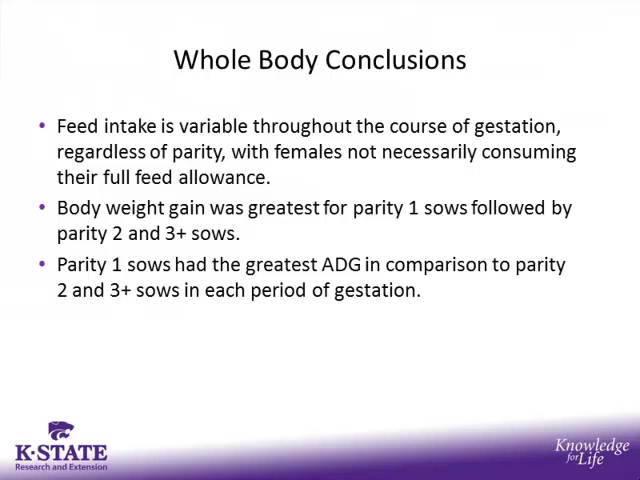 Whole Body Conclusions
• Feed intake is variable throughout the course of gestation,
regardless of parity, with females not necessarily consuming
their full feed allowance.
• Body weight gain was greatest for parity 1 sows followed by
parity 2 and 3+ sows.
• Parity 1 sows had the greatest ADG in comparison to parity
2 and 3+ sows in each period of gestation.
K-STATE
Research and Extension
Knowledge
for Life